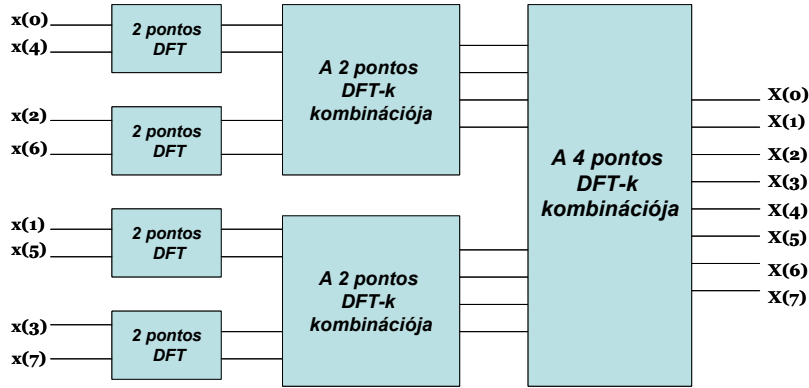 x(0)
x(4)
2 pontos
DFT
x(2)
x(6)
2 pontos
DFT
x(1)
x(5)
2 pontos
DFT
x(3)
x(7)
2 pontos
DFT
A 2 pontos
DFT-k
kombinációja
A 2 pontos
DFT-k
kombinációja
A 4 pontos
DFT-k
kombinációja
X(0)
X(1)
X(2)
X(3)
X(4)
X(5)
X(6)
X(7)